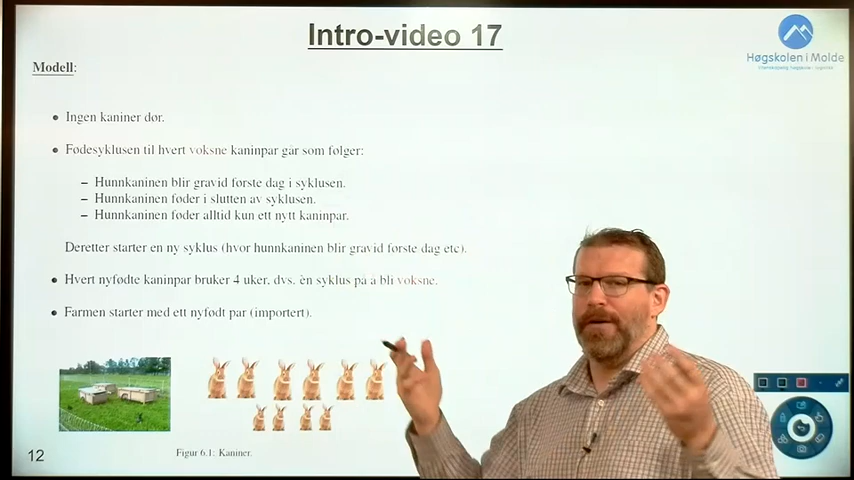 Intro-video 17
Høgskolen i Molde
Modell:
Ingen kaniner dør.
Fødesyklusen til hvert voksne kaninpar går som følger:
– Hunnkaninen blir gravid første dag i syklusen.
– Hunnkaninen føder i slutten av syklusen.
– Hunnkaninen føder alltid kun ett nytt kaninpar.
Deretter starter en ny syklus (hvor hunnkaninen blir gravid første dag etc).
Hvert nyfødte kaninpar bruker 4 uker, dvs. èn syklus på å bli voksne.
Farmen starter med ett nyfødt par (importert).
12
Figur 6.1: Kaniner.